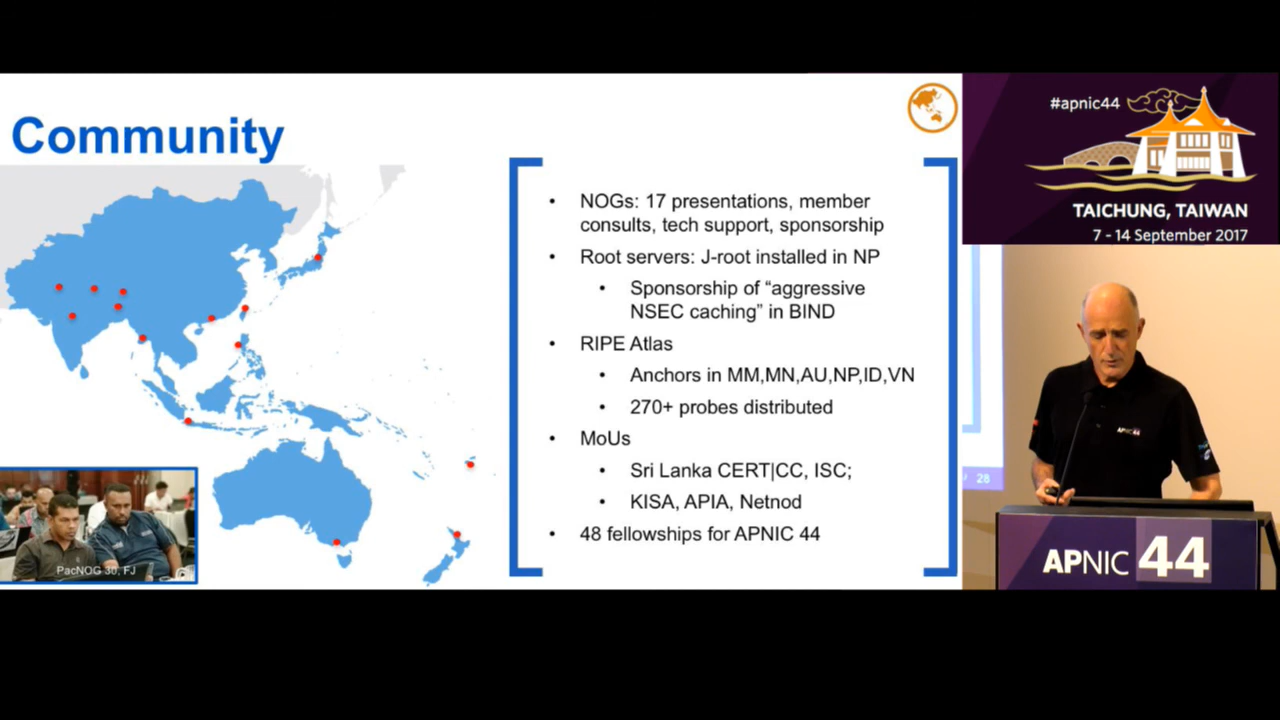 Community
• NOGs: 17 presentations, member
consults, tech support, sponsorship
• Root servers: J-root installed in NP
• Sponsorship of “aggressive
NSEC caching” in BIND
• RIPE Atlas
• Anchors in MM,MN,AU,NP,ID,VN
• 270+ probes distributed
• MoUs
• Sri Lanka CERT|CC, ISC;
• KISA, APIA, Netnod
• 48 fellowships for APNIC 44
PacNOG 30, FJ
#apnic44
TAICHUNG, TAIWAN
7 - 14 September 2017
28
APNIC 44
APNIC 44